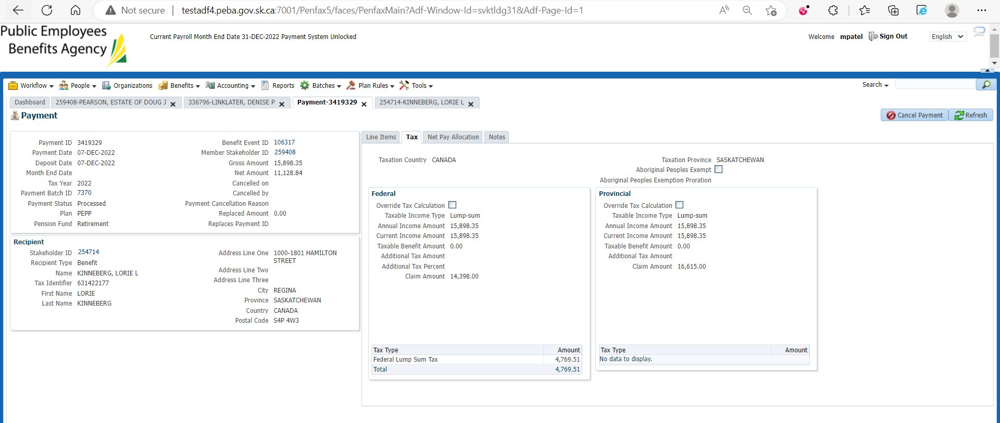 Not secure
testadf4.peba.gov.sk.ca:7001/Penfax5/faces/PenfaxMain?Adf-Window-Id=svktldg31&Adf-Page-Id=1
Public Employees
Benefits Agency
Current Payroll Month End Date 31-DEC-2022 Payment System Unlocked
Welcome mpatel Sign Out English
Workflow People Organizations Benefits Accounting Reports Batches Plan Rules Tools Search
Dashboard 259408-PEARSON, ESTATE OF DOUG J 336796-LINKLATER, DENISE P Payment-3419329 254714-KINNEBERG, LORIE L
Payment
Cancel Payment Refresh
Payment ID 3419329
Payment Date 07-DEC-2022
Deposit Date 07-DEC-2022
Month End Date
Tax Year 2022
Payment Batch ID 7370
Payment Status Processed
Plan PEPP
Pension Fund Retirement
Benefit Event ID 106317
Member Stakeholder ID 259408
Gross Amount 15,898.35
Net Amount 11,128.84
Cancelled on
Cancelled by
Payment Cancellation Reason
Replaced Amount 0.00
Replaces Payment ID
Recipient
Stakeholder ID 254714
Recipient Type Benefit
Name KINNEBERG, LORIE L
Tax Identifier 631422177
First Name LORIE
Last Name KINNEBERG
Address Line One 1000-1801 HAMILTON
STREET
Address Line Two
Address Line Three
City REGINA
Province SASKATCHEWAN
Country CANADA
Postal Code S4P 4W3
Line Items Tax Net Pay Allocation Notes
Taxation Country CANADA
Taxation Province SASKATCHEWAN
Aboriginal Peoples Exempt
Aboriginal Peoples Exemption Proration
Federal
Override Tax Calculation
Taxable Income Type Lump-sum
Annual Income Amount 15,898.35
Current Income Amount 15,898.35
Taxable Benefit Amount 0.00
Additional Tax Amount
Additional Tax Percent
Claim Amount 14,398.00
Tax Type Amount
Federal Lump Sum Tax 4,769.51
Total 4,769.51
Provincial
Override Tax Calculation
Taxable Income Type Lump-sum
Annual Income Amount 15,898.35
Current Income Amount 15,898.35
Taxable Benefit Amount 0.00
Additional Tax Amount
Claim Amount 16,615.00
Tax Type Amount
No data to display.